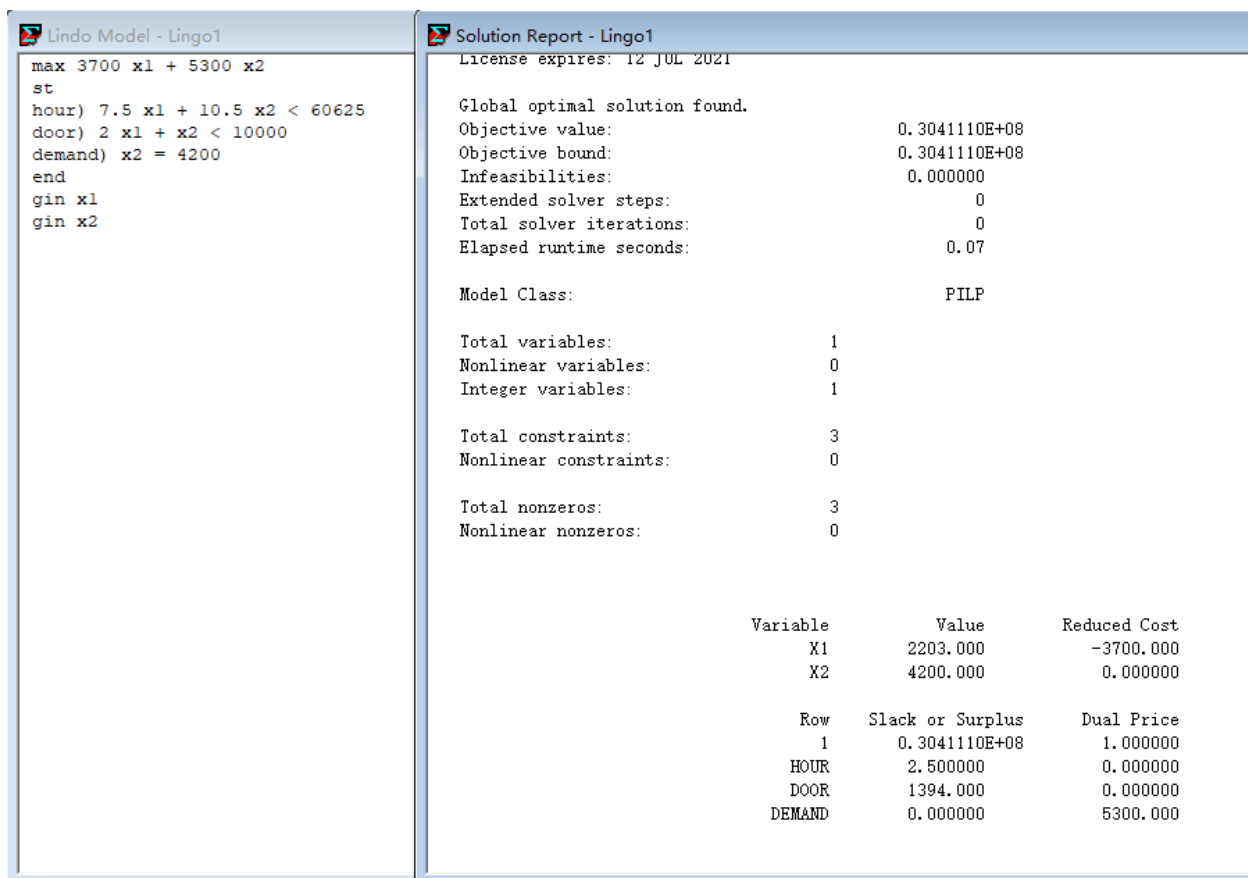 Lindo Model - Lingo1
max 3700 x1 + 5300 x2
st
hour) 7.5 x1 + 10.5 x2 < 60625
door) 2 x1 + x2 < 10000
demand) x2 = 4200
end
gin x1
gin x2
Solution Report - Lingo1
License expires: 12 JUL 2021
Global optimal solution found.
Objective value: 0.3041110E+08
Objective bound: 0.3041110E+08
Infeasibilities: 0.000000
Extended solver steps: 0
Total solver iterations: 0
Elapsed runtime seconds: 0.07
Model Class: PILP
Total variables: 1
Nonlinear variables: 0
Integer variables: 1
Total constraints: 3
Nonlinear constraints: 0
Total nonzeros: 3
Nonlinear nonzeros: 0
Variable Value Reduced Cost
X1 2203.000 -3700.000
X2 4200.000 0.000000
Row Slack or Surplus Dual Price
1 0.3041110E+08 1.000000
HOUR 2.500000 0.000000
DOOR 1394.000 0.000000
DEMAND 0.000000 5300.000